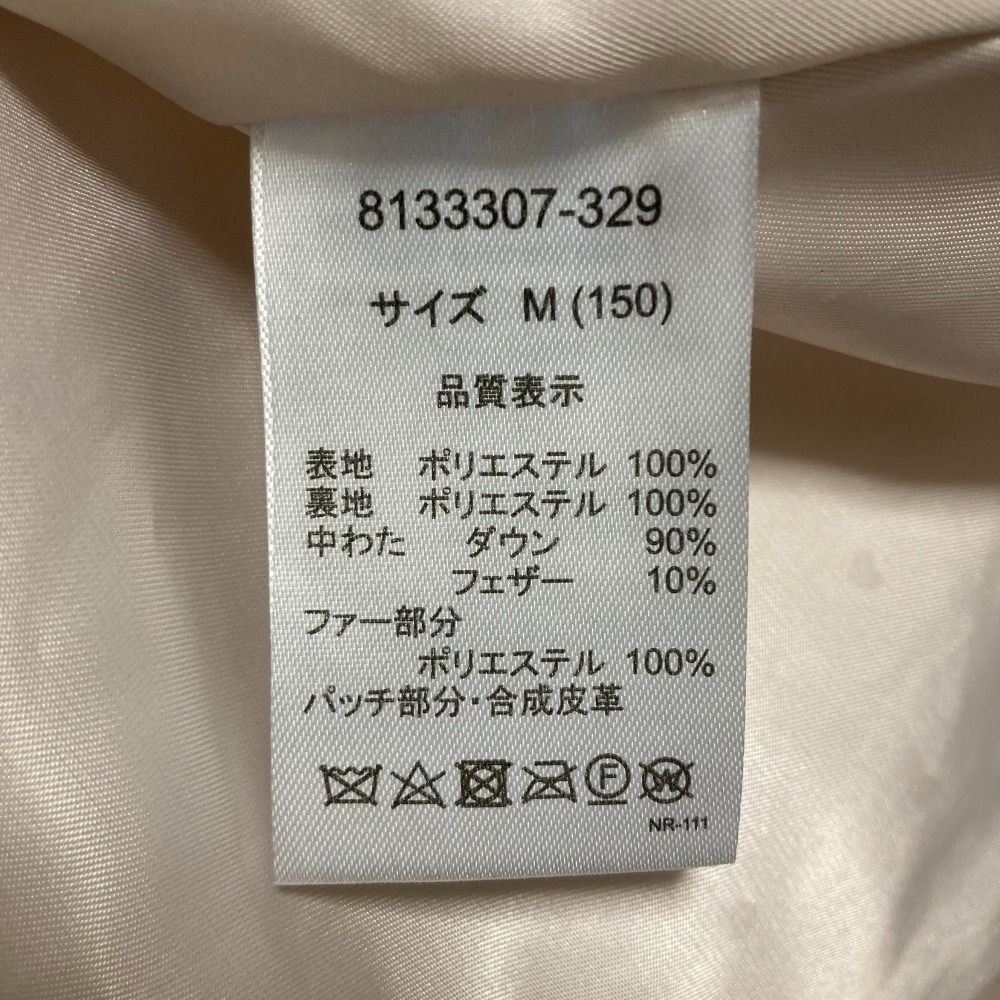 8133307-329
サイズ M (150)
品質表示
表地 ポリエステル 100%
裏地 ポリエステル 100%
中わた ダウン 90%
フェザー 10%
ファー部分
ポリエステル 100%
パッチ部分・合成皮革
F W
NR-111